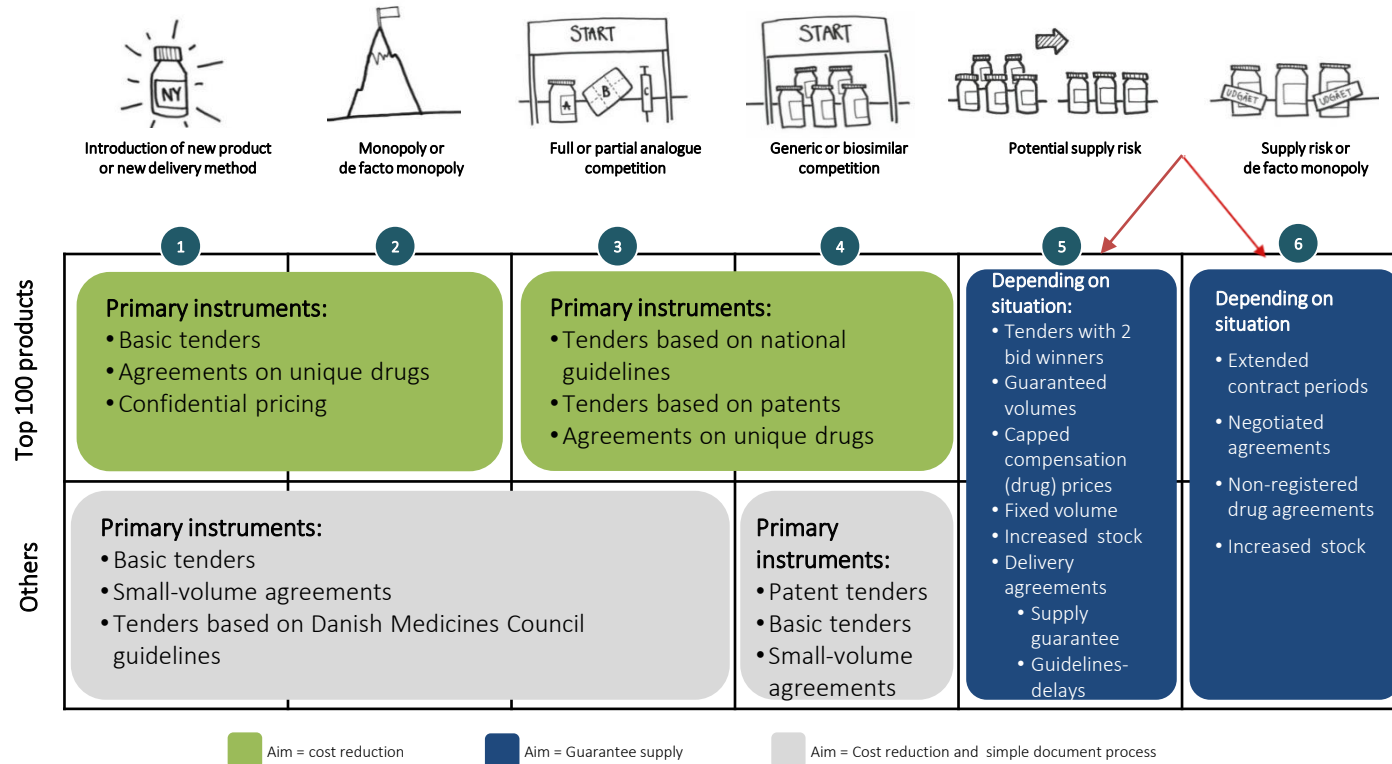 START
START
NY
A
B
C
UDGAET
UDGAET
Introduction of new product
or new delivery method
Monopoly or
de facto monopoly
Full or partial analogue
competition
Generic or biosimilar
competition
Potential supply risk
Supply risk or
de facto monopoly
1
2
3
4
5
6
Top 100 products
Primary instruments:
•Basic tenders
•Agreements on unique drugs
•Confidential pricing
Primary instruments:
•Tenders based on national
guidelines
•Tenders based on patents
•Agreements on unique drugs
Depending on
situation:
•Tenders with 2
bid winners
•Guaranteed
volumes
•Capped
compensation
(drug) prices
•Fixed volume
•Increased stock
•Delivery
agreements
•Supply
guarantee
•Guidelines-
delays
Depending on
situation
•Extended
contract periods
•Negotiated
agreements
•Non-registered
drug agreements
•Increased stock
Others
Primary instruments:
•Basic tenders
•Small-volume agreements
•Tenders based on Danish Medicines Council
guidelines
Primary
instruments:
•Patent tenders
•Basic tenders
•Small-volume
agreements
Aim = cost reduction
Aim = Guarantee supply
Aim = Cost reduction and simple document process